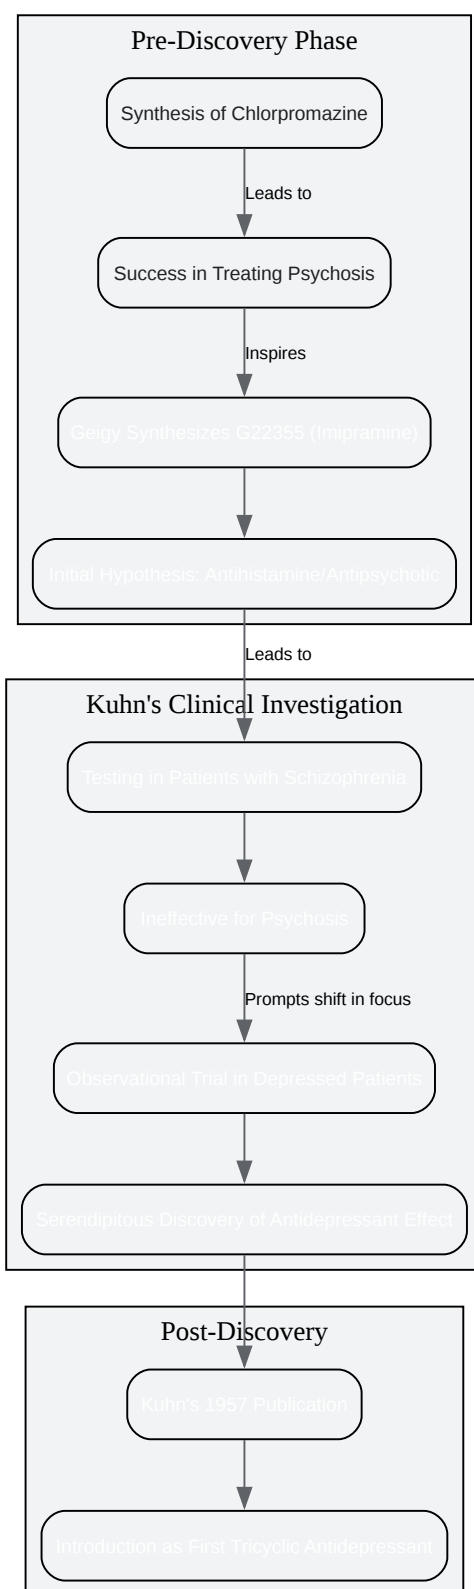 Pre-Discovery Phase
Synthesis of Chlorpromazine
Leads to
Success in Treating Psychosis
Inspires
Geigy Synthesizes G22355 (Imipramine)
Initial Hypothesis: Antihistamine/Antipsychotic
Leads to
Kuhn's Clinical Investigation
Testing in Patients with Schizophrenia
Ineffective for Psychosis
Prompts shift in focus
Observational Trial in Depressed Patients
Serendipitous Discovery of Antidepressant Effect
Post-Discovery
Kuhn's 1957 Publication
Introduction as First Tricyclic Antidepressant